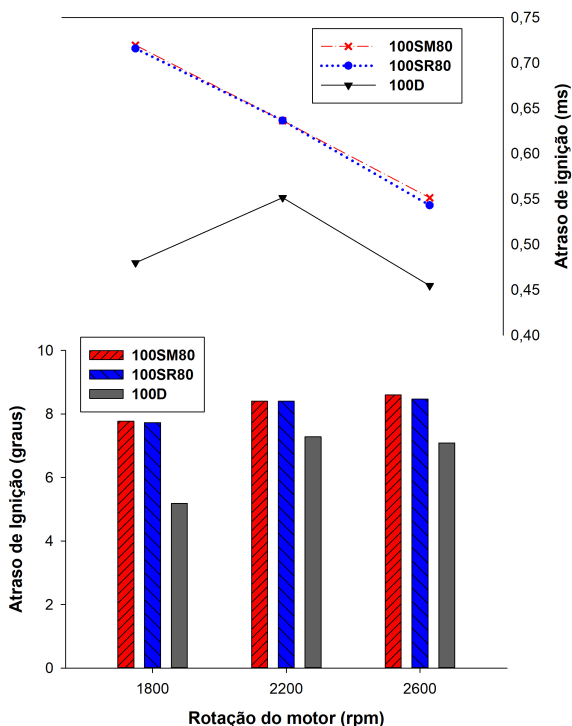 0,75
0,70
0,65
0,60
0,55
0,50
0,45
0,40
Atraso de ignição (ms)
100SM80
100SR80
100D
10
8
6
4
2
0
Atraso de Ignição (graus)
100SM80
100SR80
100D
1800
2200
2600
Rotação do motor (rpm)